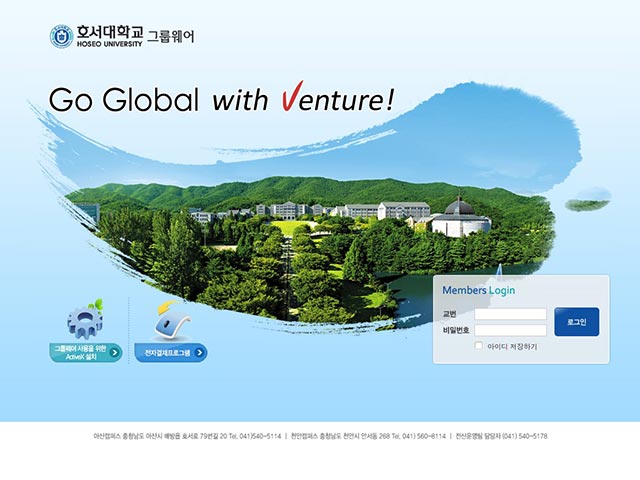 호서대학교 그룹웨어
HOSEO UNIVERSITY
Go Global with Venture!
Members Login
교번
비밀번호
로그인
아이디 저장하기
그룹웨어 사용을 위한
ActiveX 설치
전자결제프로그램
아산캠퍼스 충청남도 아산시 배방읍 호서로 79번길 20 Tel. 041)540-5114 | 천안캠퍼스 충청남도 천안시 안서동 268 Tel. 041) 560-8114 | 전산운영팀 담당자 (041) 540-5178